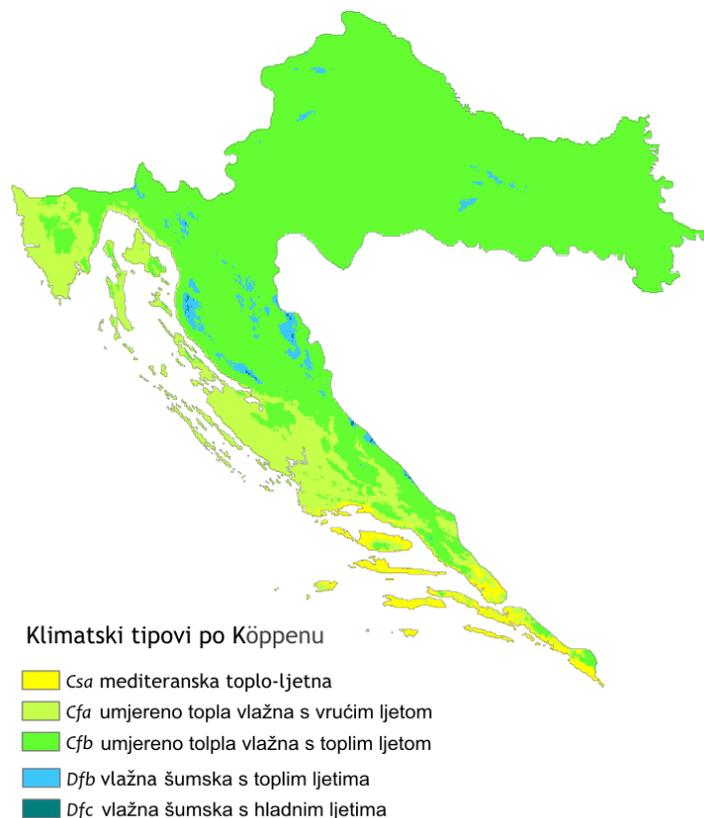 Klimatski tipovi po Köppenu
Csa mediteranska toplo-ljetna
Cfa umjereno topla vlažna s vrućim ljetom
Cfb umjereno tolpla vlažna s toplim ljetom
Dfb vlažna šumska s toplim ljetima
Dfc vlažna šumska s hladnim ljetima